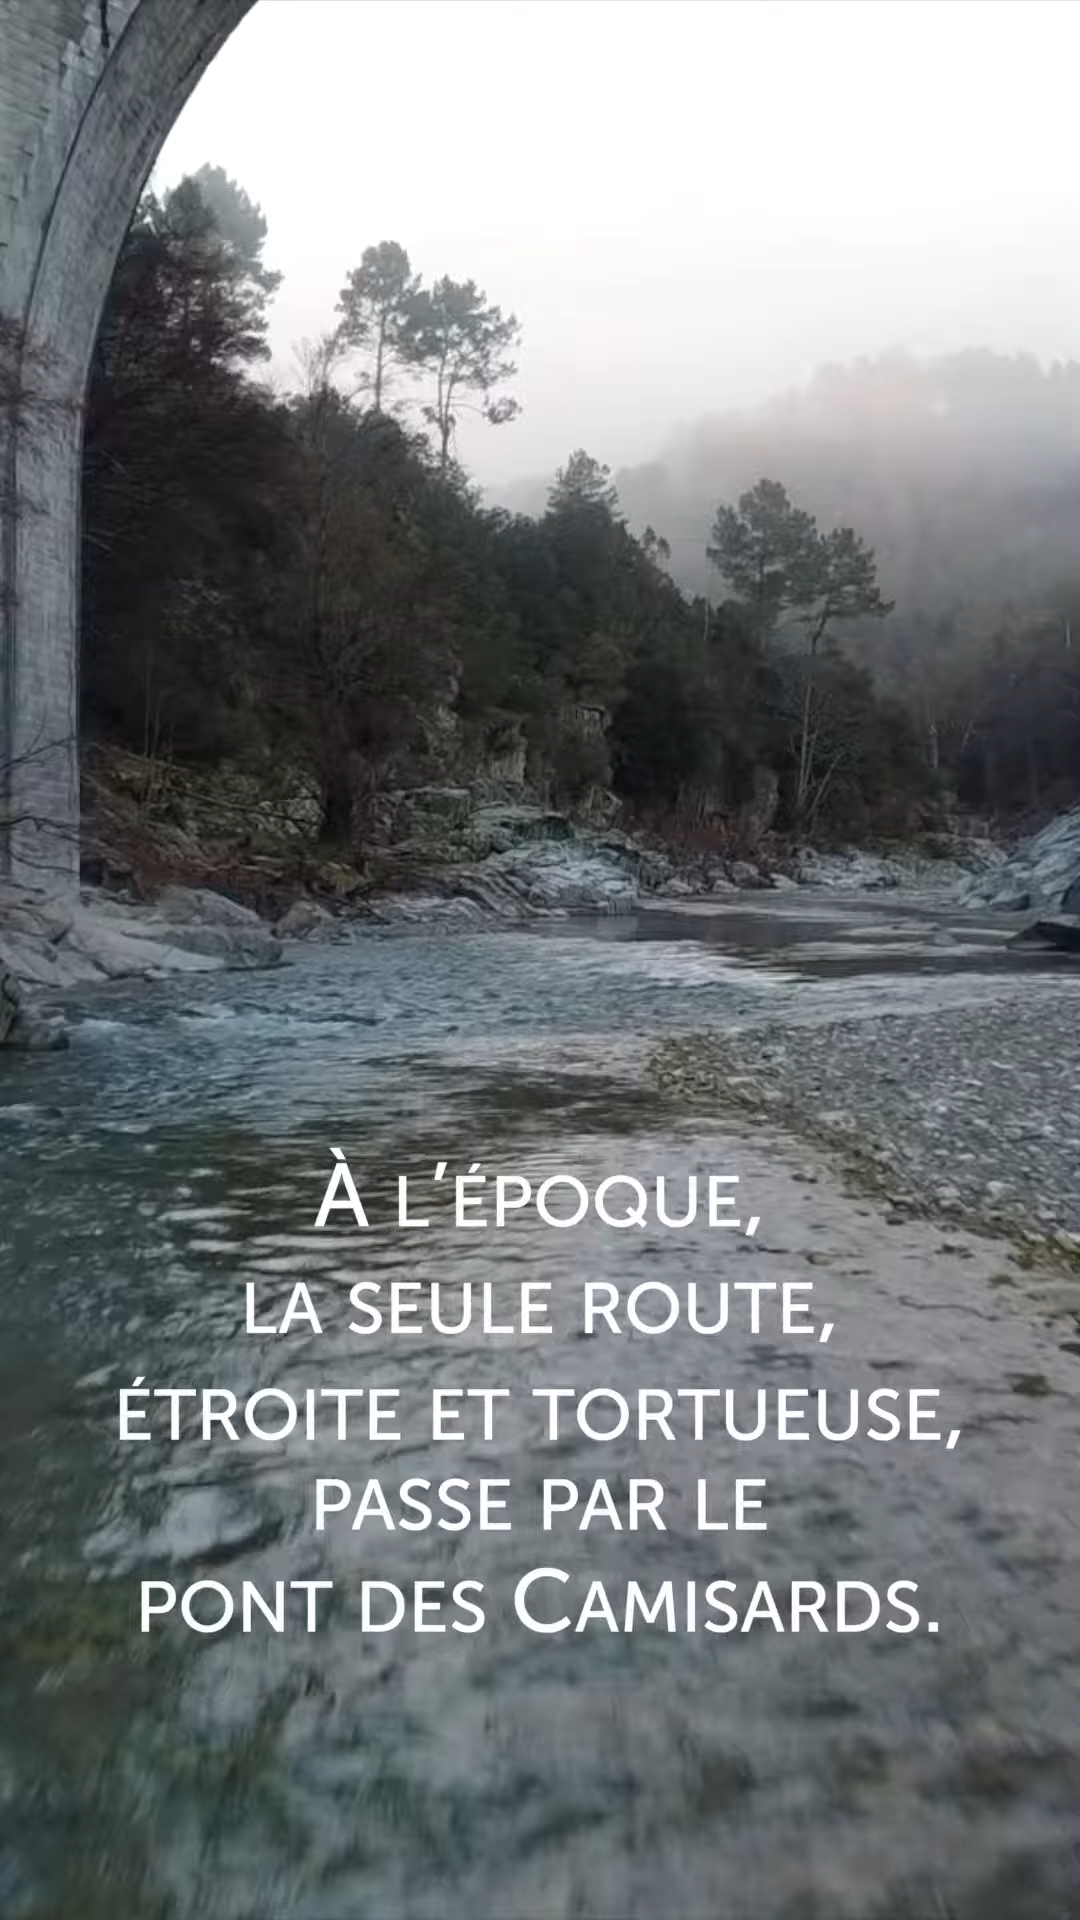 À l'époque,
la seule route,
étroite et tortueuse,
passe par le
pont des Camisards.